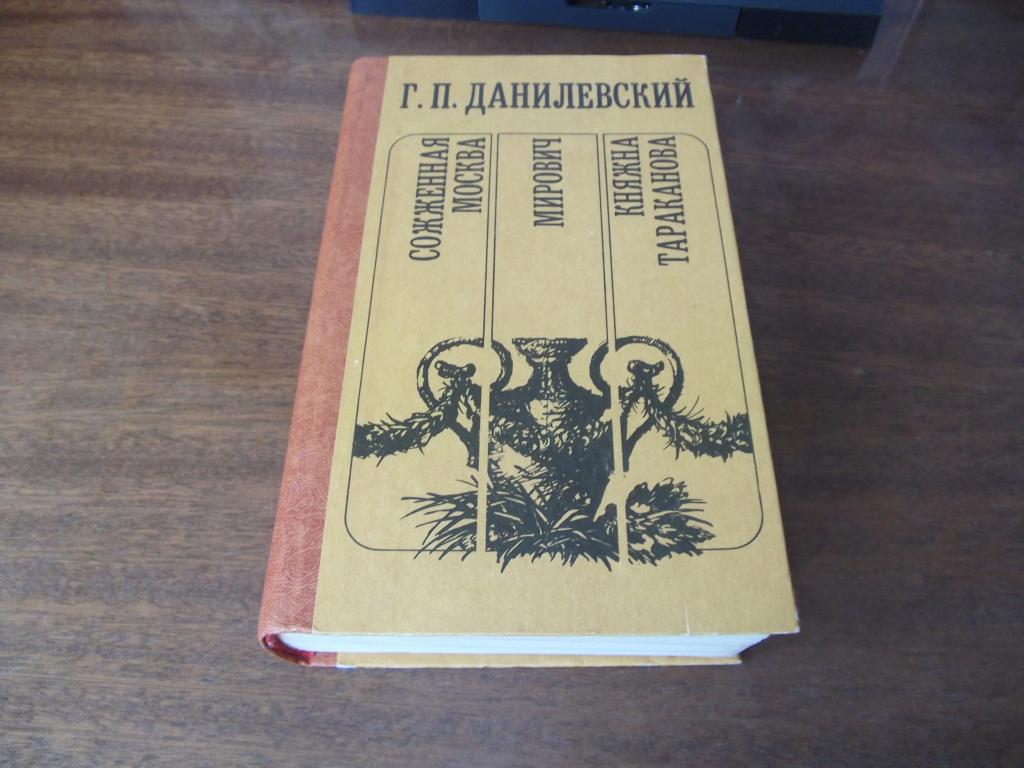 Г. П. ДАНИЛЕВСКИЙ
СОЖЖЕННАЯ
МОСКВА
МИРОВИЧ
КНЯЖНА
ТАРАКАНОВА